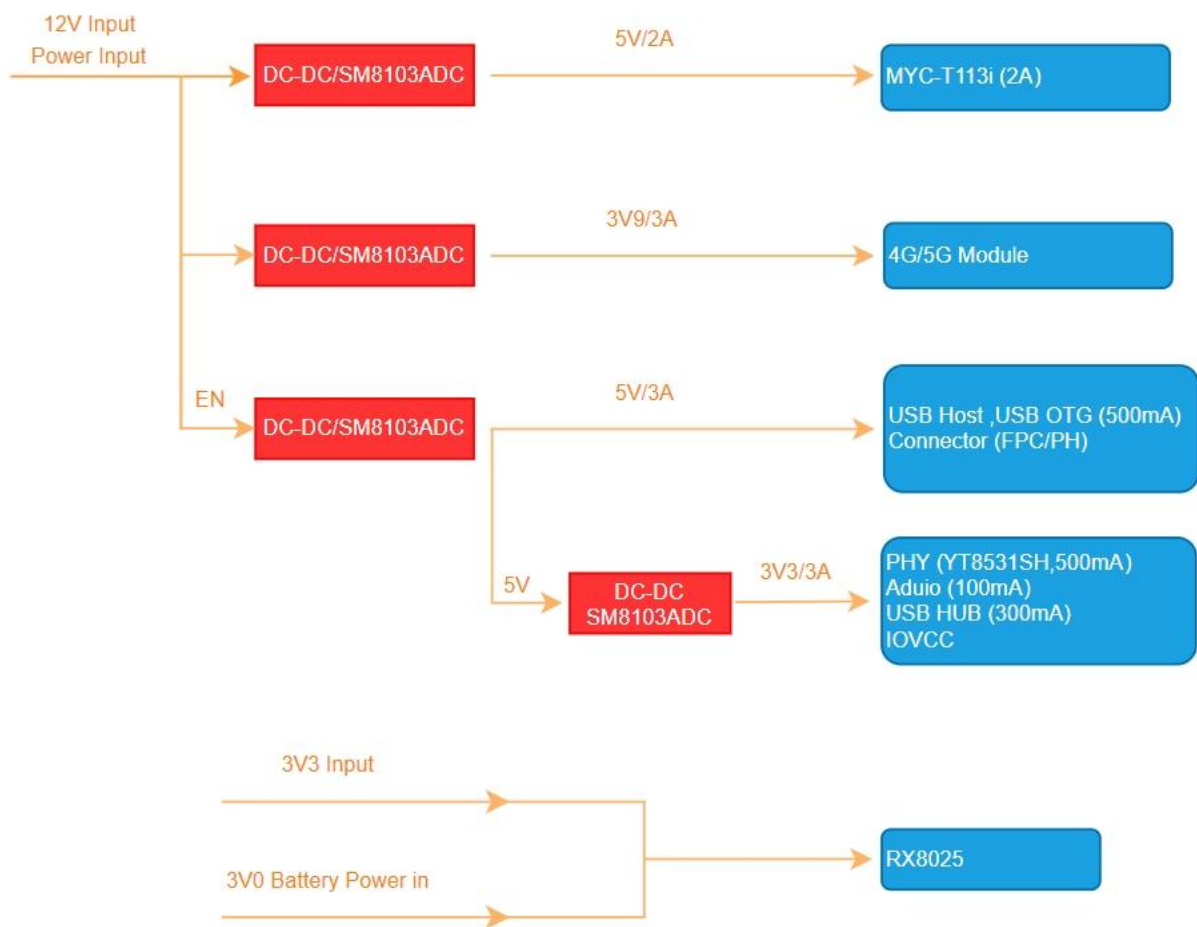 12V Input
Power Input
DC-DC/SM8103ADC
5V/2A
MYC-T113i (2A)
DC-DC/SM8103ADC
3V9/3A
4G/5G Module
EN
DC-DC/SM8103ADC
5V/3A
USB Host ,USB OTG (500mA)
Connector (FPC/PH)
5V
DC-DC
SM8103ADC
3V3/3A
PHY (YT8531SH,500mA)
Aduio (100mA)
USB HUB (300mA)
IOVCC
3V3 Input
3V0 Battery Power in
RX8025